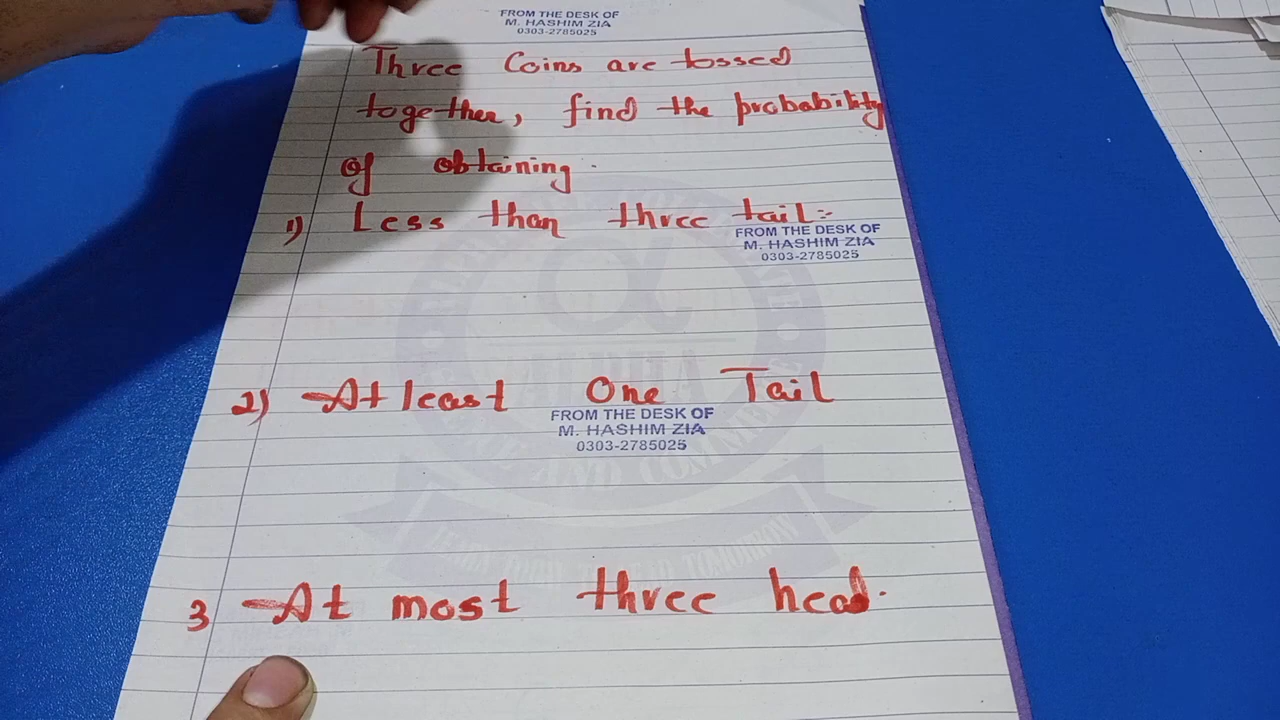 FROM THE DESK OF
M. HASHIM ZIA
0303-2785025
Three Coins are tossed
together, find the probability
of obtaining.
1) Less than three tail:-
FROM THE DESK OF
M. HASHIM ZIA
0303-2785025
2) At least One Tail
FROM THE DESK OF
M. HASHIM ZIA
0303-2785025
AND COMMERCE
3 At most three head.